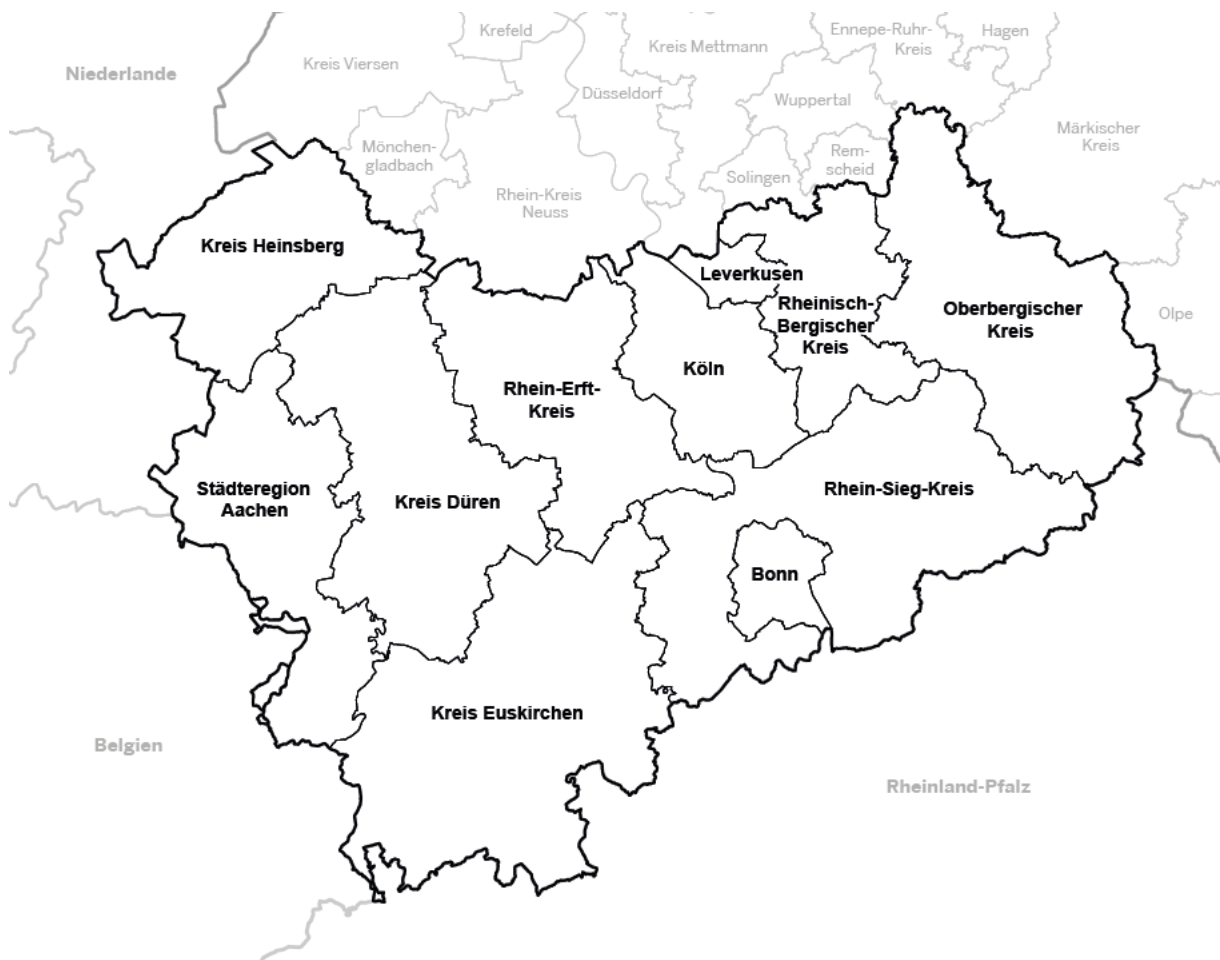 Krefeld
Ennepe-Ruhr-
Kreis
Hagen
Kreis Mettmann
Kreis Viersen
Niederlande
Düsseldorf
Wuppertal
Märkischer
Kreis
Mönchen-
gladbach
Rem-
scheid
Solingen
Rhein-Kreis
Neuss
Kreis Heinsberg
Leverkusen
Rheinisch-
Bergischer
Kreis
Oberbergischer
Kreis
Olpe
Köln
Rhein-Erft-
Kreis
Städteregion
Aachen
Kreis Düren
Rhein-Sieg-Kreis
Bonn
Kreis Euskirchen
Belgien
Rheinland-Pfalz